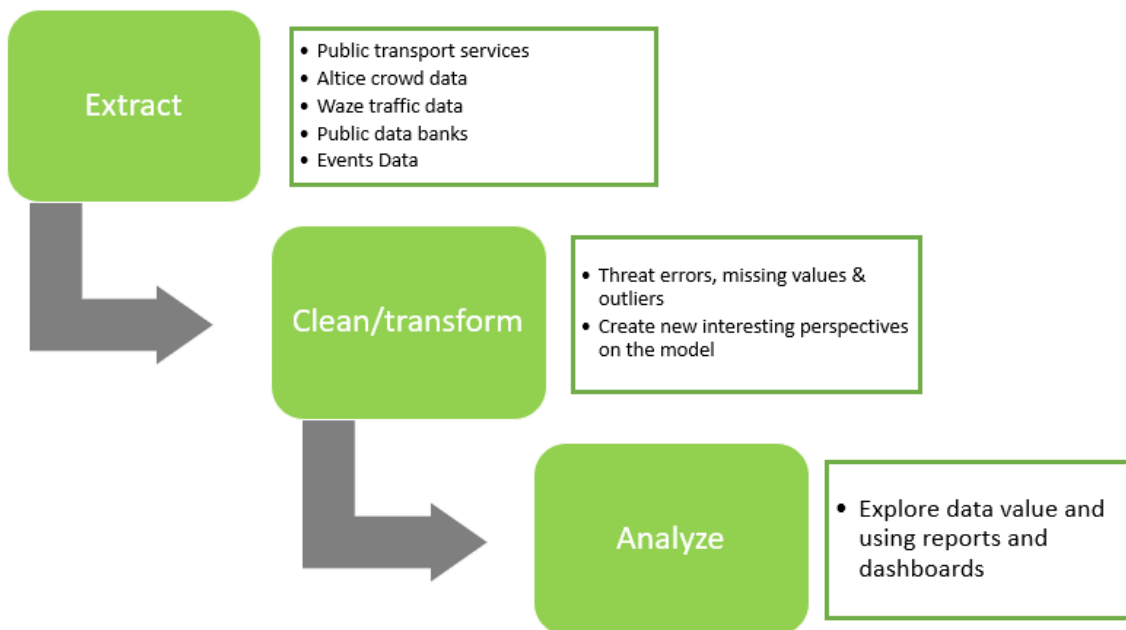 Extract
• Public transport services
• Altice crowd data
• Waze traffic data
• Public data banks
• Events Data
Clean/transform
• Threat errors, missing values &
outliers
• Create new interesting perspectives
on the model
Analyze
• Explore data value and
using reports and
dashboards